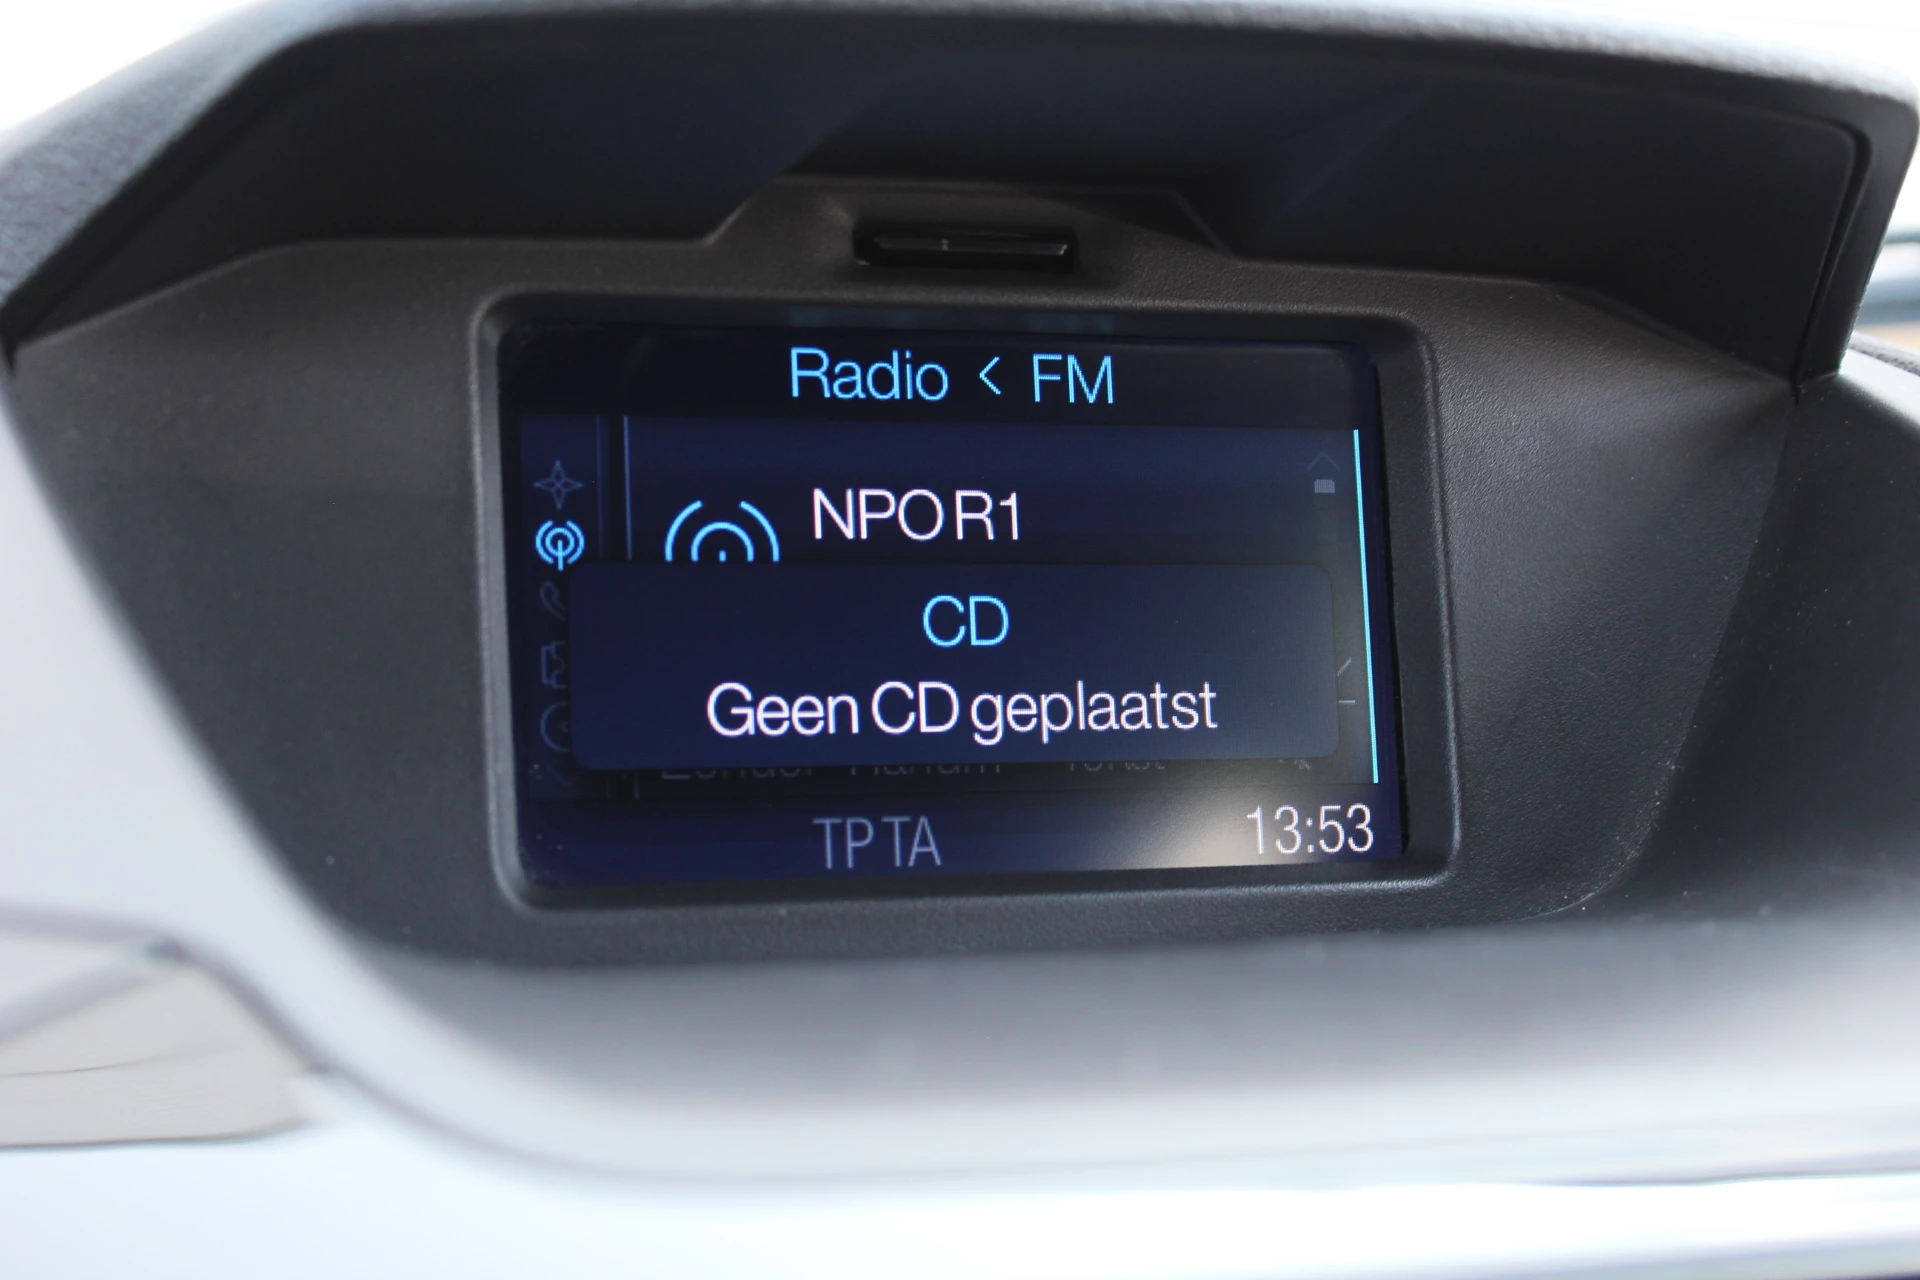 Radio < FM
NPO R1
CD
Geen CD geplaatst
TP TA
13:53